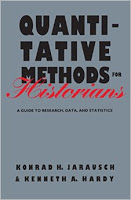 QUANTI-
TATIVE
METHODS FOR
Historians
A GUIDE TO RESEARCH, DATA, AND STATISTICS
KONRAD H. JARAUSCH
& KENNETH A. HARDY